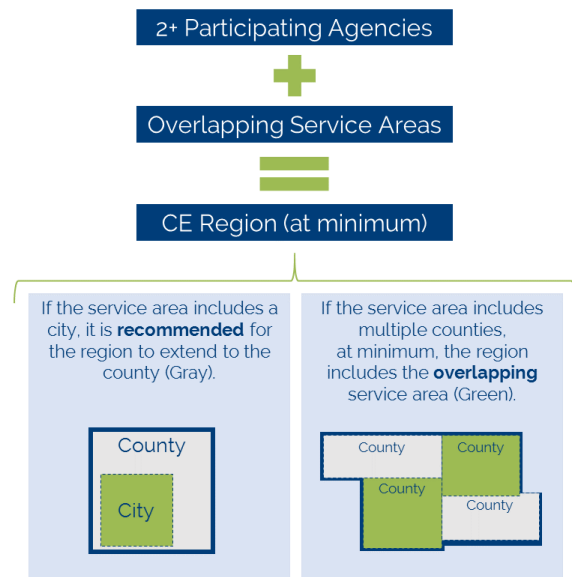 2+ Participating Agencies
+
Overlapping Service Areas
=
CE Region (at minimum)
If the service area includes a
city, it is recommended for
the region to extend to the
county (Gray).
County
City
If the service area includes
multiple counties,
at minimum, the region
includes the overlapping
service area (Green).
County
County
County
County